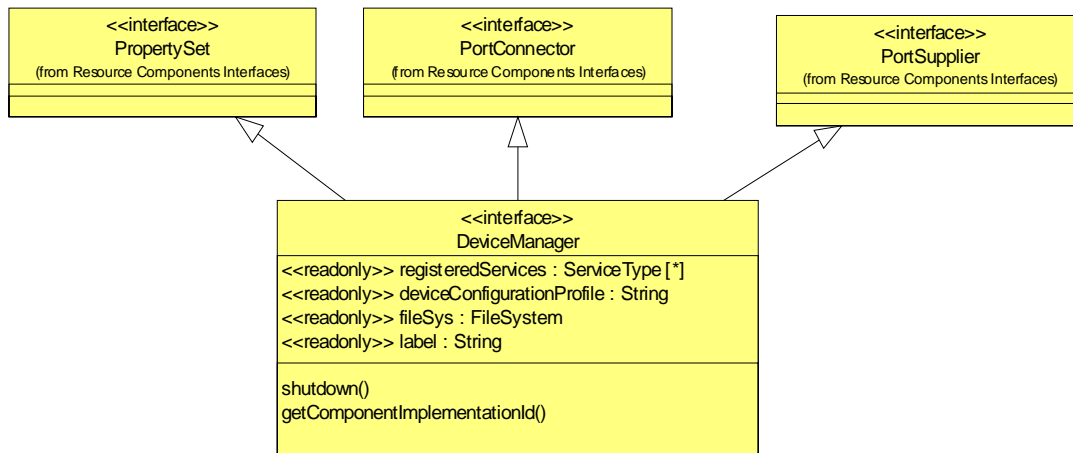 <<interface>>
PropertySet
(from Resource Components Interfaces)
<<interface>>
PortConnector
(from Resource Components Interfaces)
<<interface>>
PortSupplier
(from Resource Components Interfaces)
<<interface>>
DeviceManager
<<readonly>> registeredServices : ServiceType [*]
<<readonly>> deviceConfigurationProfile : String
<<readonly>> fileSys : FileSystem
<<readonly>> label : String
shutdown()
getComponentImplementationId()